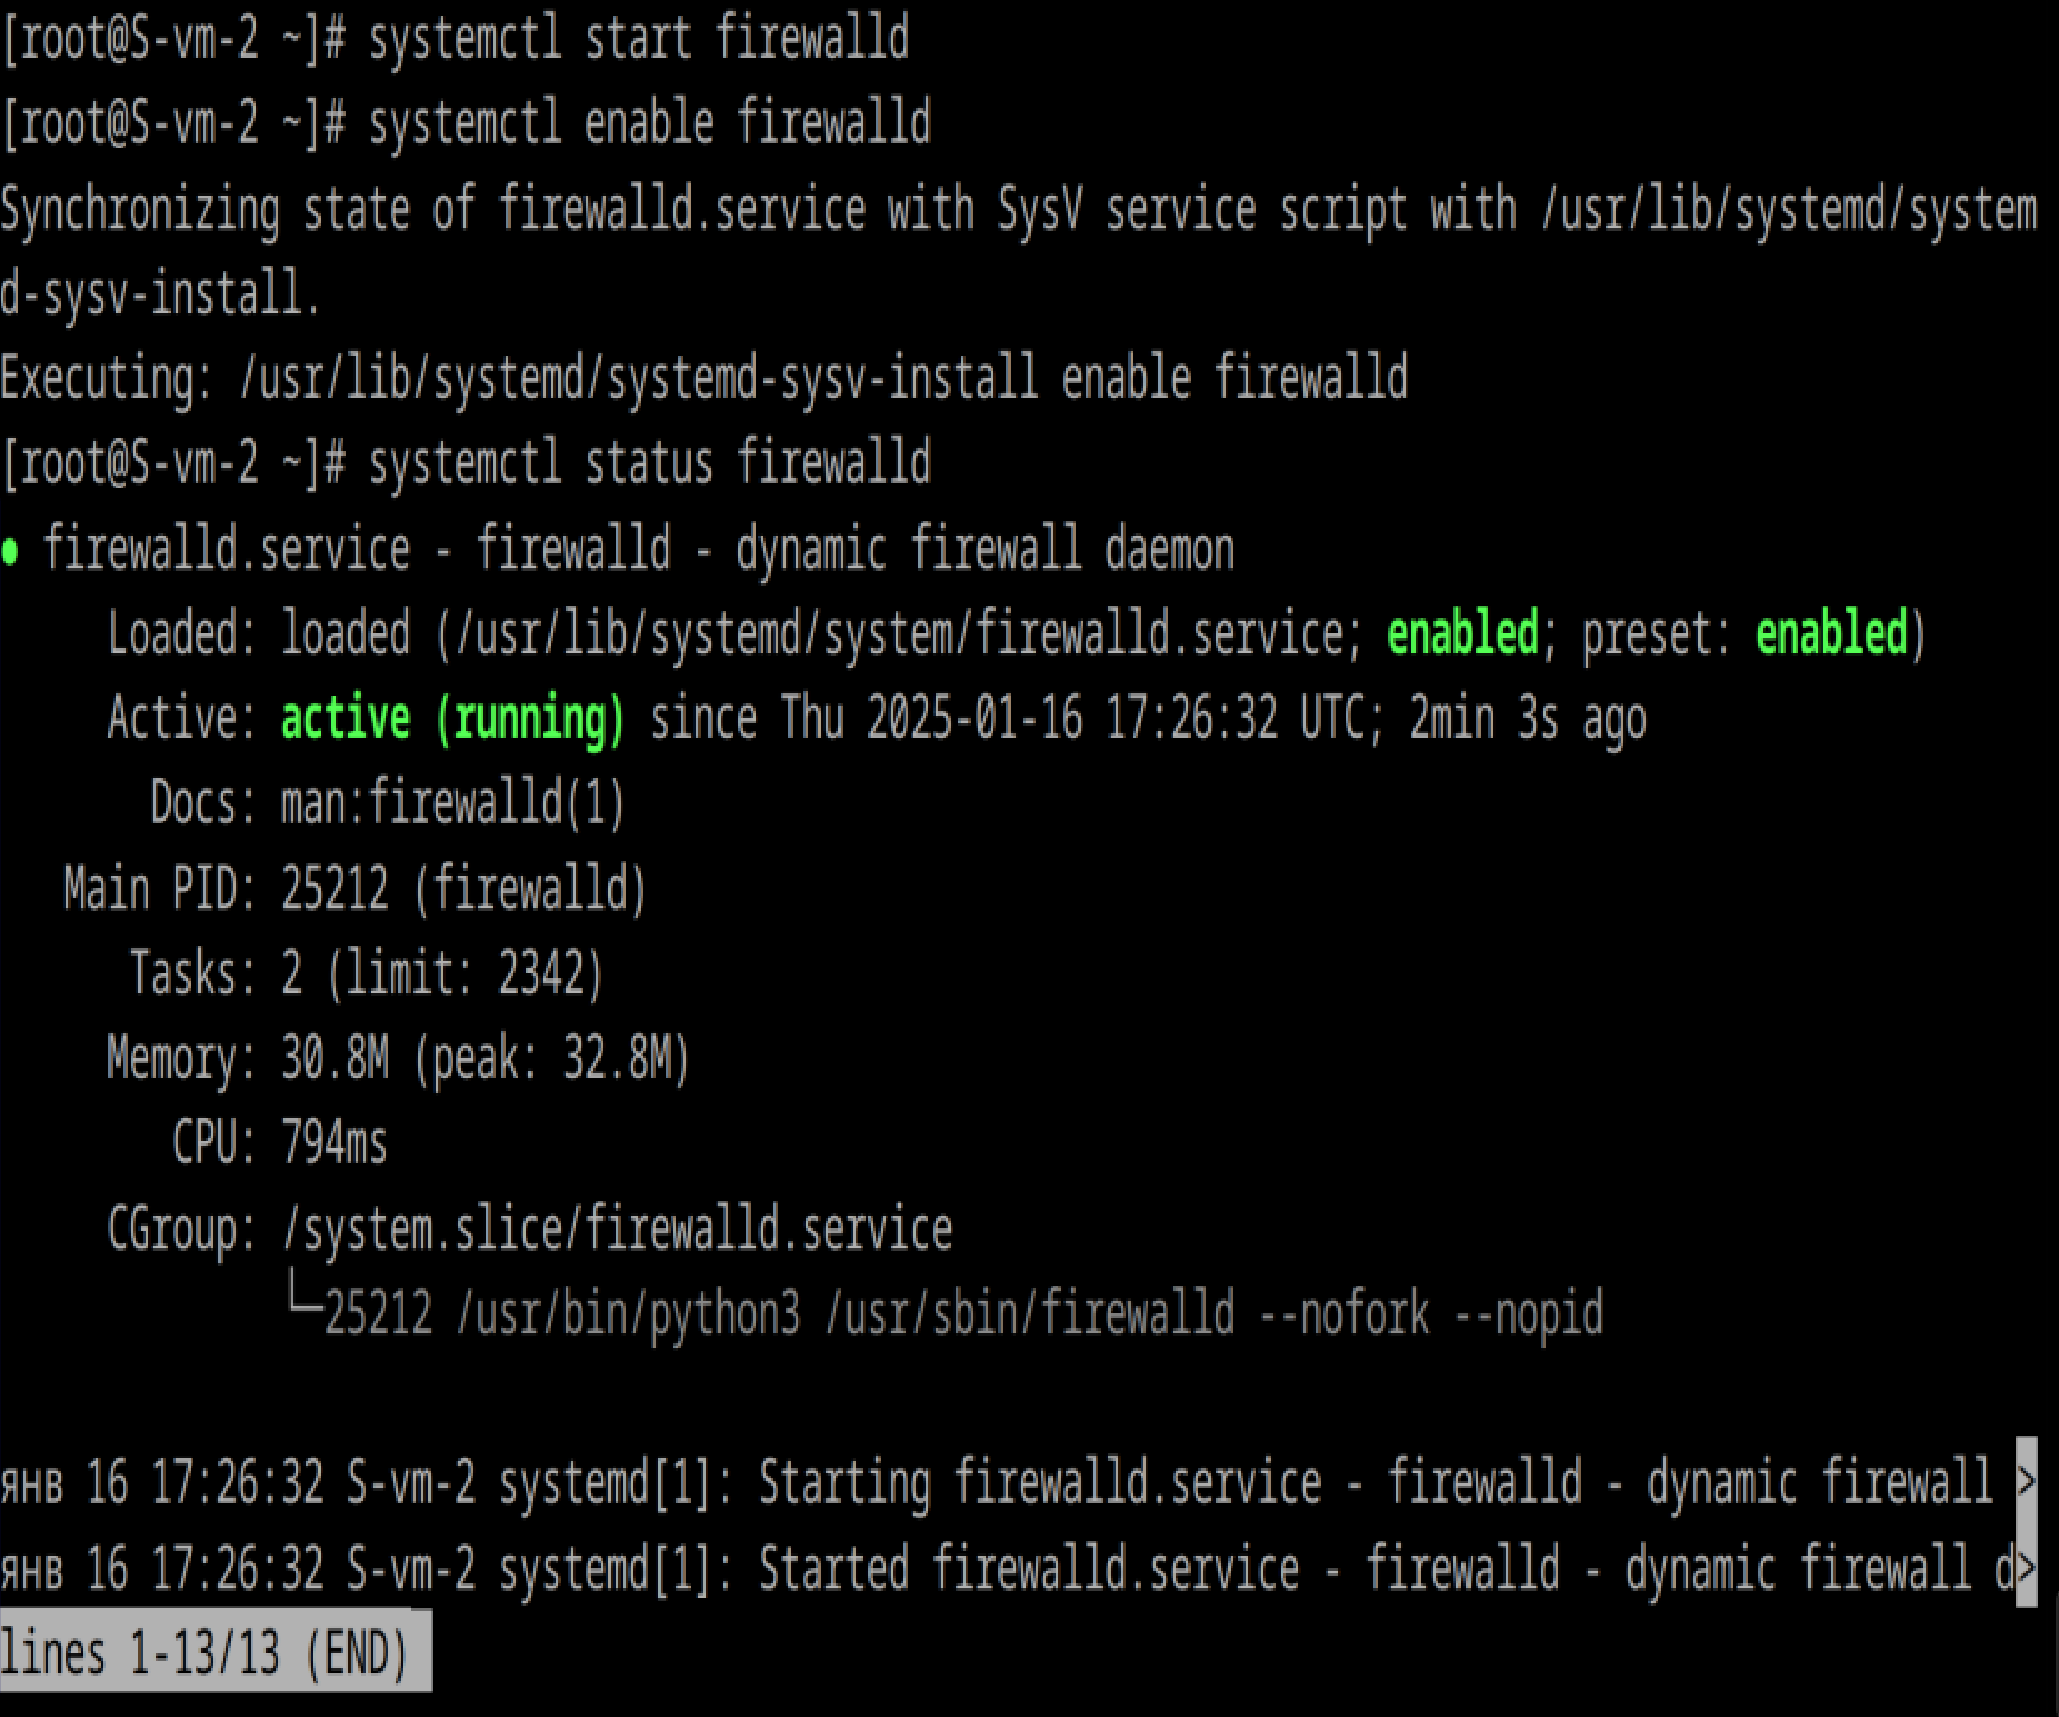 [root@S-vm-2 ~]# systemctl start firewalld
[root@S-vm-2 ~]# systemctl enable firewalld
Synchronizing state of firewalld.service with SysV service script with /usr/lib/systemd/system
d-sysv-install.
Executing: /usr/lib/systemd/systemd-sysv-install enable firewalld
[root@S-vm-2 ~]# systemctl status firewalld
● firewalld.service - firewalld - dynamic firewall daemon
     Loaded: loaded (/usr/lib/systemd/system/firewalld.service; enabled; preset: enabled)
     Active: active (running) since Thu 2025-01-16 17:26:32 UTC; 2min 3s ago
       Docs: man:firewalld(1)
   Main PID: 25212 (firewalld)
      Tasks: 2 (limit: 2342)
     Memory: 30.8M (peak: 32.8M)
        CPU: 794ms
     CGroup: /system.slice/firewalld.service
             └─25212 /usr/bin/python3 /usr/sbin/firewalld --nofork --nopid
янв 16 17:26:32 S-vm-2 systemd[1]: Starting firewalld.service - firewalld - dynamic firewall >
янв 16 17:26:32 S-vm-2 systemd[1]: Started firewalld.service - firewalld - dynamic firewall d>
lines 1-13/13 (END)